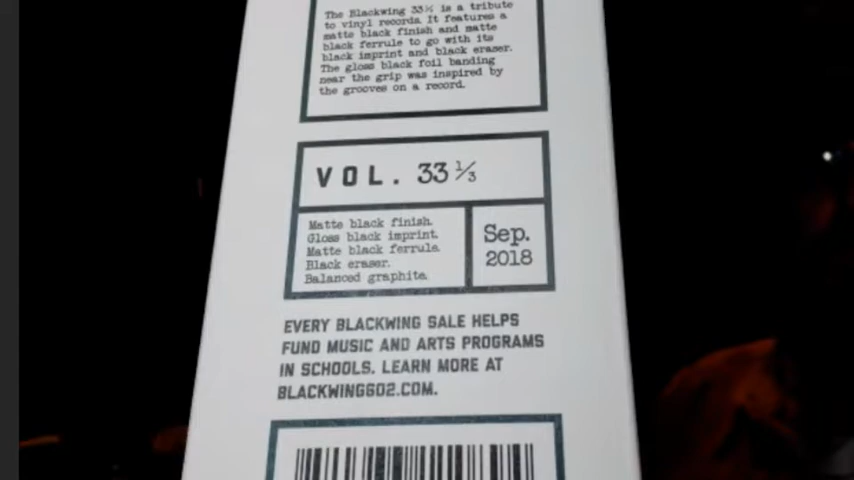 The Blackwing 33⅓ is a tribute
to vinyl records. It features a
matte black finish and matte
black ferrule to go with its
black imprint and black eraser.
The gloss black foil banding
near the grip was inspired by
the grooves on a record.
VOL. 33 ⅓
Matte black finish.
Gloss black imprint.
Matte black ferrule.
Black eraser.
Balanced graphite.
Sep.
2018
EVERY BLACKWING SALE HELPS
FUND MUSIC AND ARTS PROGRAMS
IN SCHOOLS. LEARN MORE AT
BLACKWING602.COM.